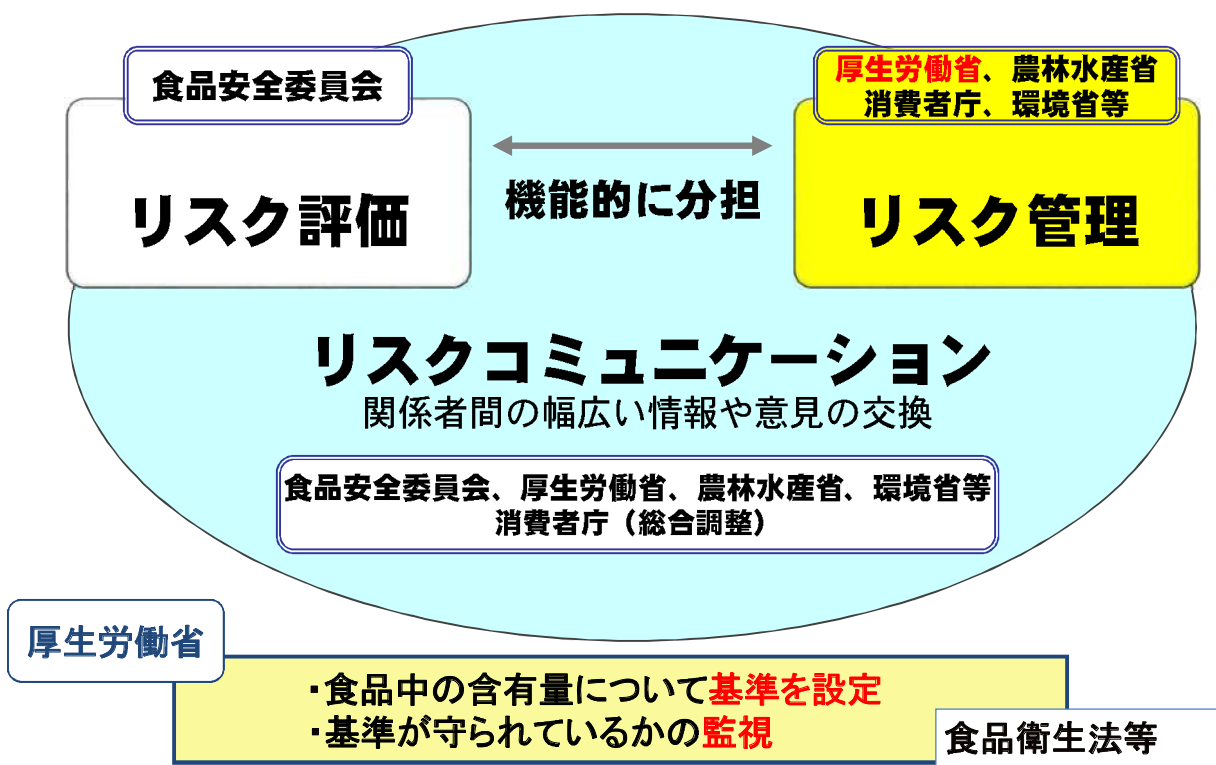 食品安全委員会
リスク評価
機能的に分担
厚生労働省、農林水産省
消費者庁、環境省等
リスク管理
リスクコミュニケーション
関係者間の幅広い情報や意見の交換
食品安全委員会、厚生労働省、農林水産省、環境省等
消費者庁（総合調整）
厚生労働省
・食品中の含有量について基準を設定
・基準が守られているかの監視
食品衛生法等